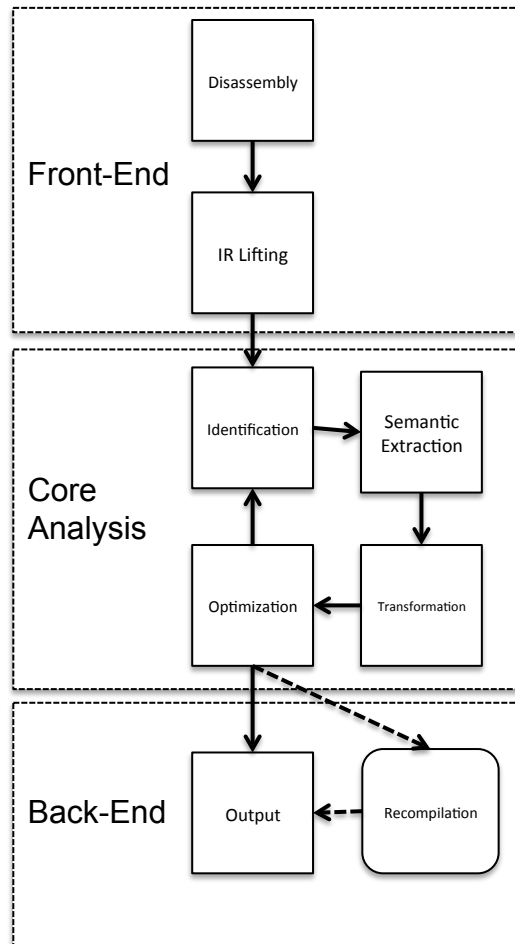 Disassembly
Front-End
IR Lifting
Identification
Semantic
Extraction
Core
Analysis
Optimization
Transformation
Back-End
Output
Recompilation